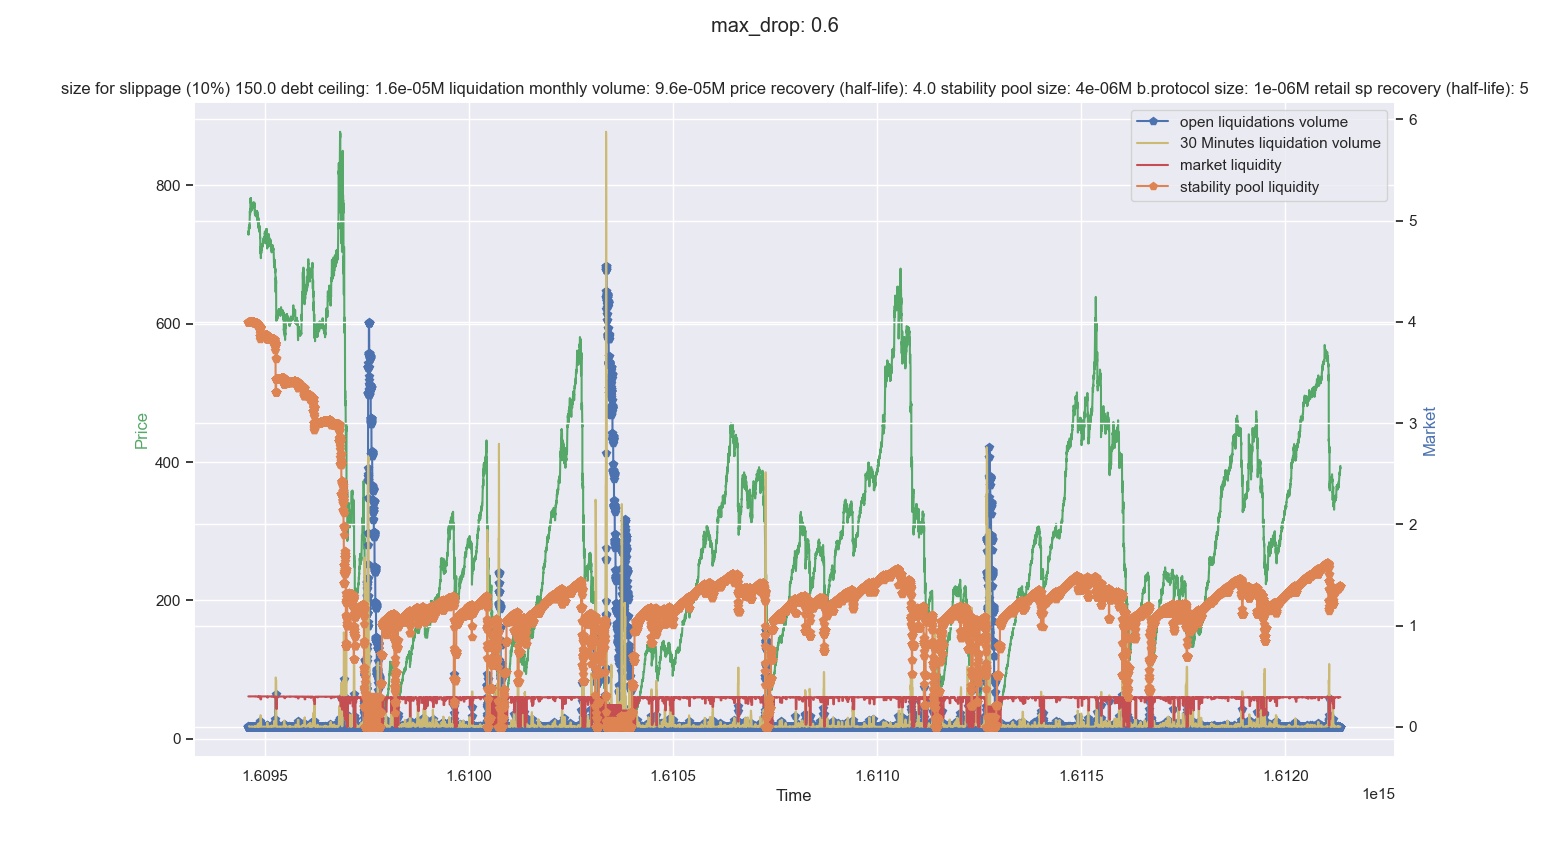 max_drop: 0.6
size for slippage (10%) 150.0 debt ceiling: 1.6e-05M liquidation monthly volume: 9.6e-05M price recovery (half-life): 4.0 stability pool size: 4e-06M b.protocol size: 1e-06M retail sp recovery (half-life): 5
open liquidations volume
30 Minutes liquidation volume
market liquidity
stability pool liquidity
800
600
400
200
0
Price
6
5
4
3
2
1
0
Market
1.6095 1.6100 1.6105 1.6110 1.6115 1.6120
Time
1e15